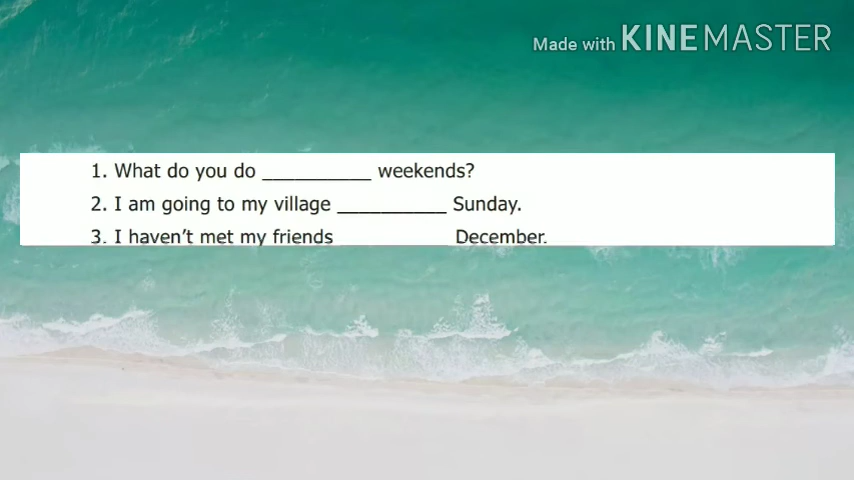 Made with KINEMASTER
1. What do you do __________ weekends?
2. I am going to my village __________ Sunday.
3. I haven't met my friends December.